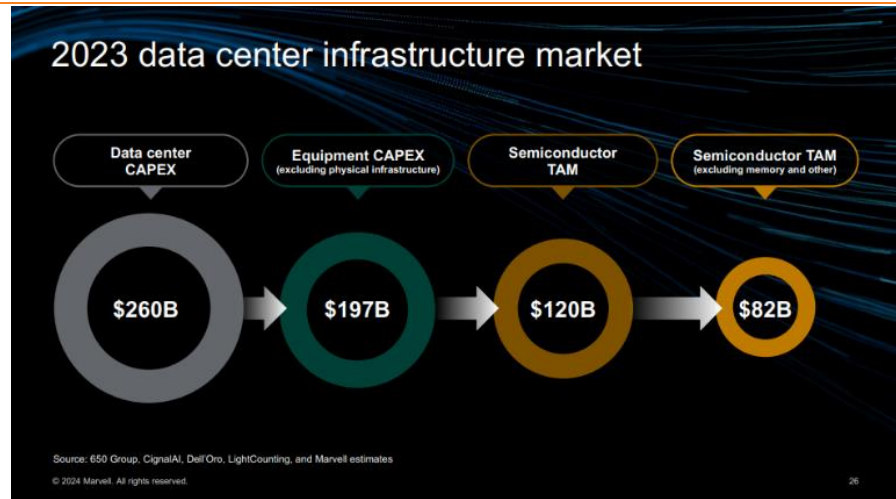 2023 data center infrastructure market
Data center
CAPEX
Equipment CAPEX
(excluding physical infrastructure)
Semiconductor
TAM
Semiconductor TAM
(excluding memory and other)
$260B
$197B
$120B
$82B
Source: 650 Group, CignalAI, Dell'Oro, LightCounting, and Marvell estimates
© 2024 Marvell. All rights reserved.
26